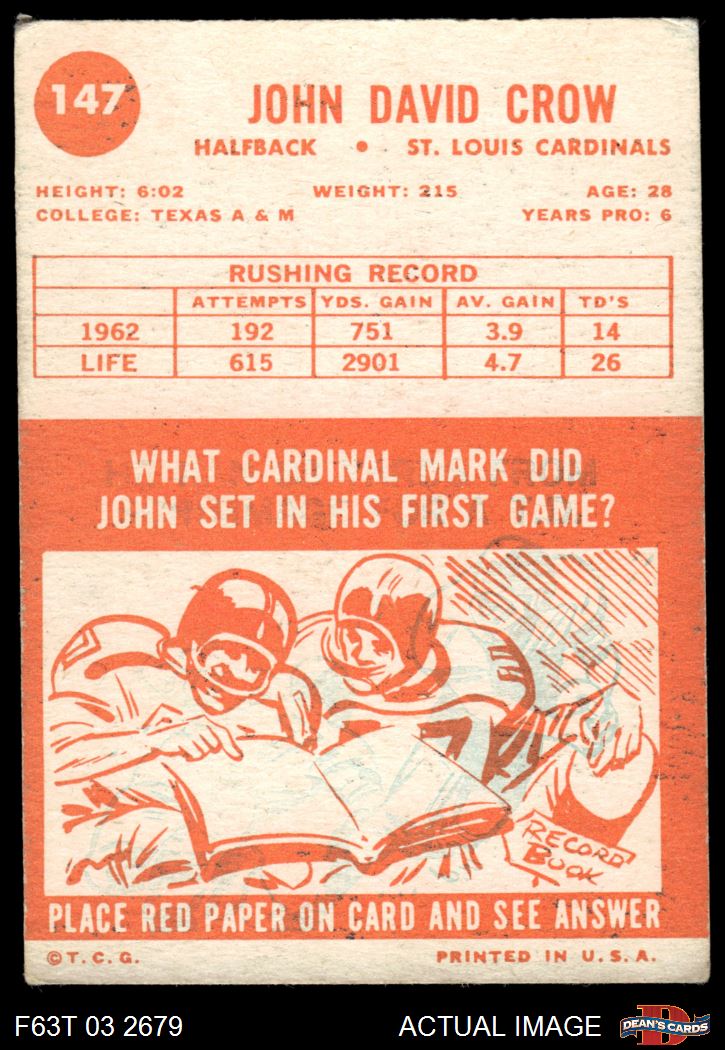 147
JOHN DAVID CROW
HALFBACK • ST. LOUIS CARDINALS
HEIGHT: 6:02 WEIGHT: 215 AGE: 28
COLLEGE: TEXAS A & M YEARS PRO: 6
RUSHING RECORD
ATTEMPTS YDS. GAIN AV. GAIN TD'S
1962 192 751 3.9 14
LIFE 615 2901 4.7 26
WHAT CARDINAL MARK DID
JOHN SET IN HIS FIRST GAME?
RECORD
BOOK
PLACE RED PAPER ON CARD AND SEE ANSWER
© T. C. G. PRINTED IN U. S. A.
F63T 03 2679 ACTUAL IMAGE D
DEAN'S CARDS